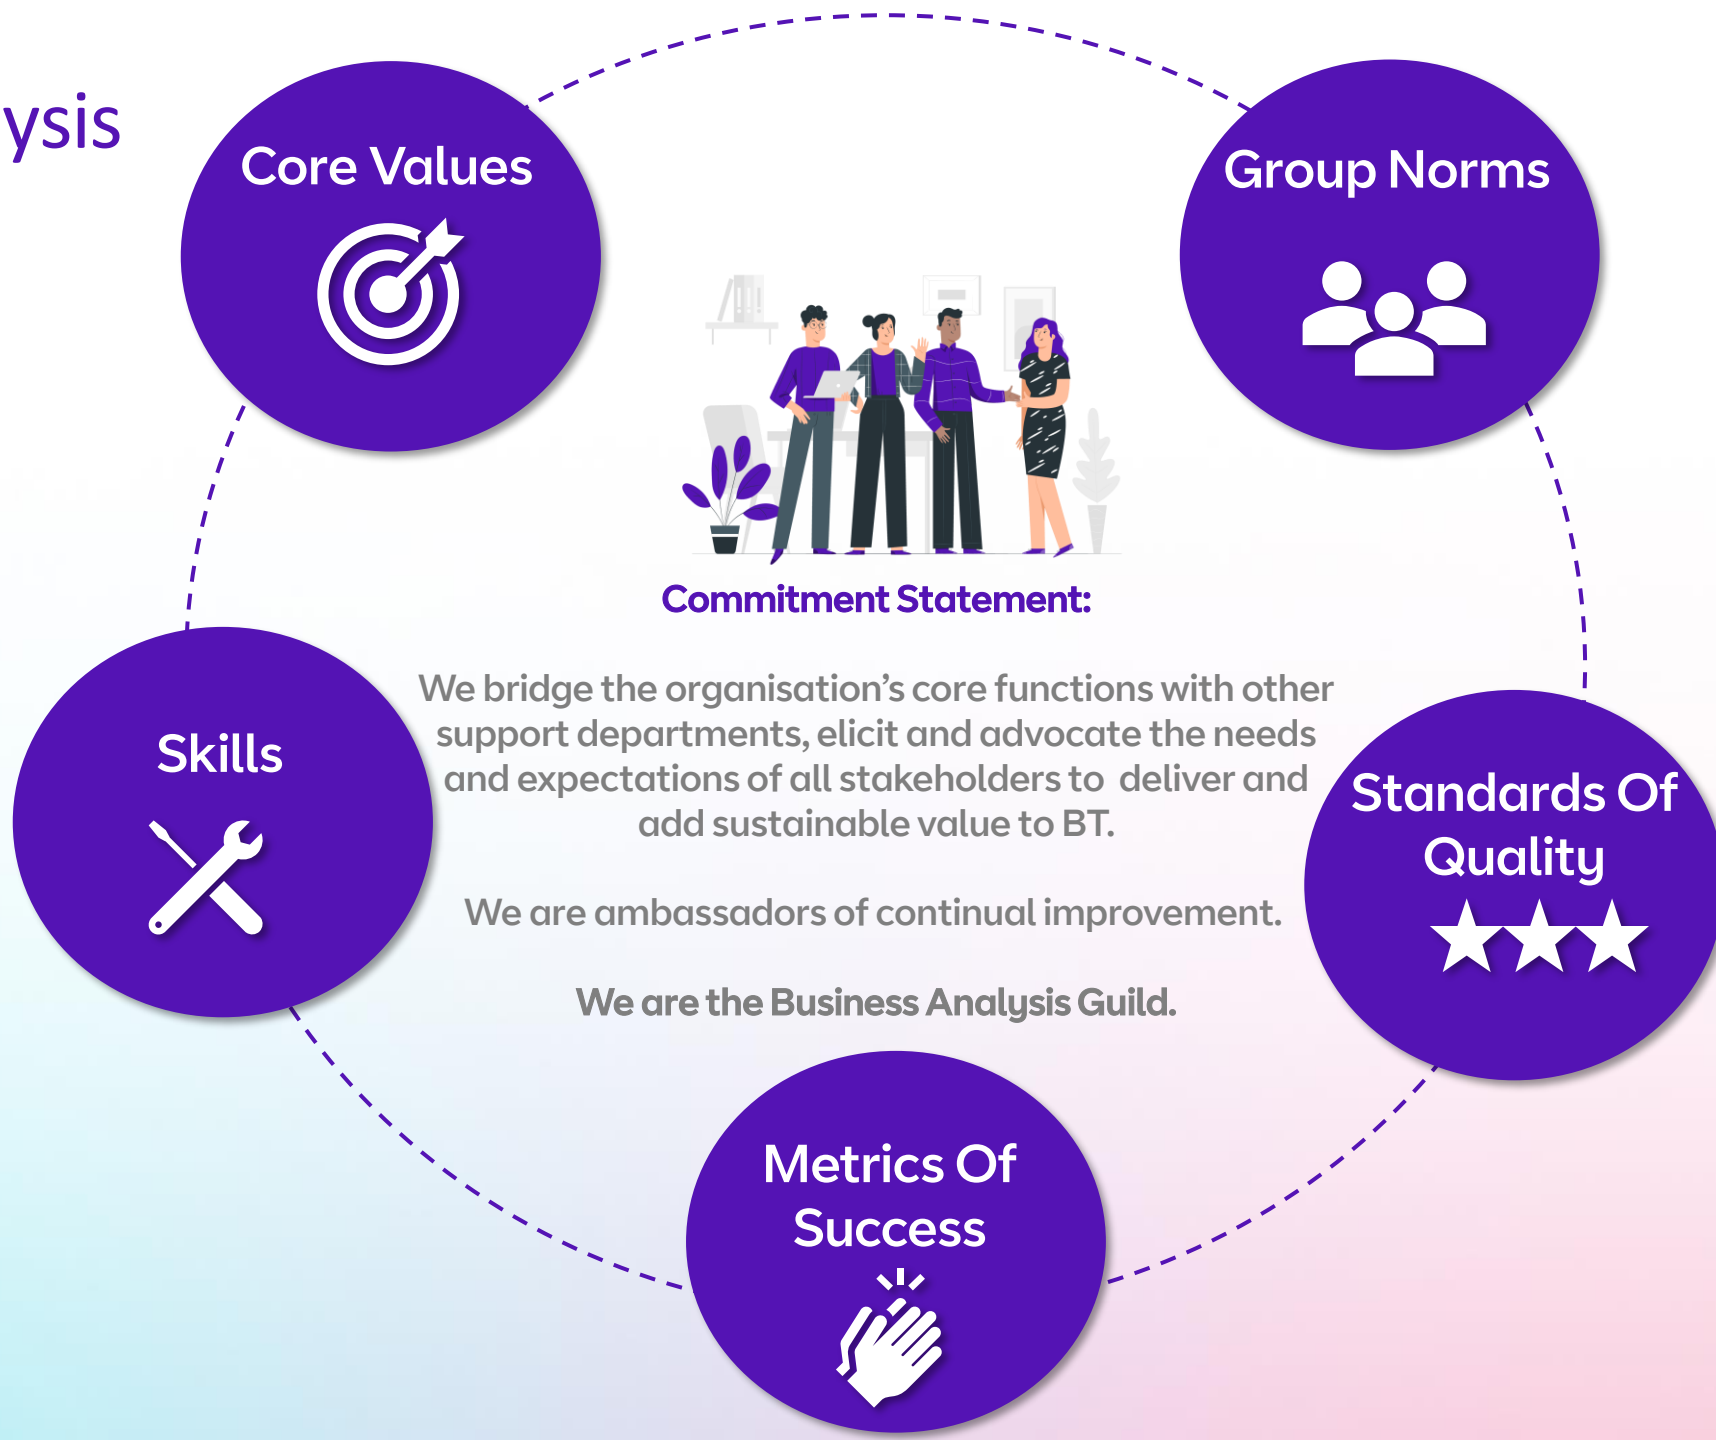 ysis
Core Values
Group Norms
Commitment Statement:
We bridge the organisation's core functions with other
support departments, elicit and advocate the needs
and expectations of all stakeholders to  deliver and
add sustainable value to BT.
We are ambassadors of continual improvement.
We are the Business Analysis Guild.
Skills
Standards Of
Quality
Metrics Of
Success